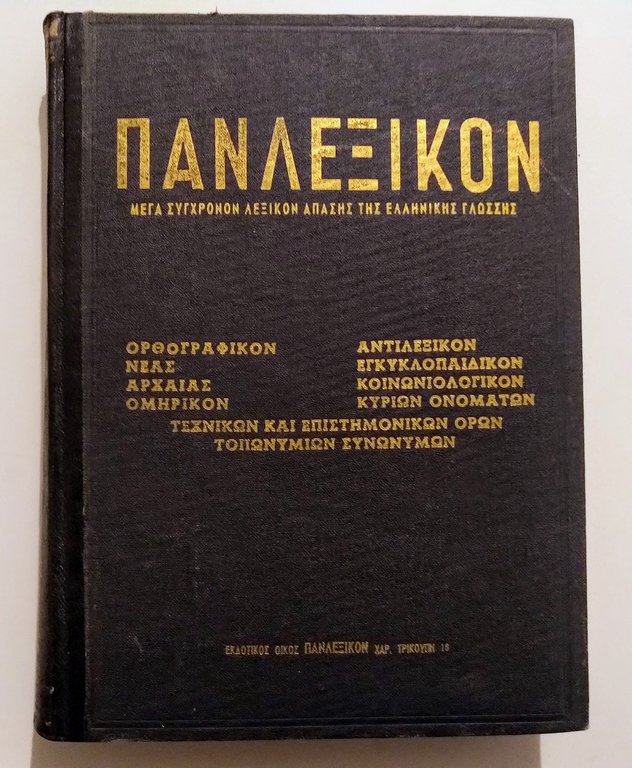 ΠΑΝΛΕΞΙΚΟΝ
ΜΕΓΑ ΣΥΓΧΡΟΝΟΝ ΛΕΞΙΚΟΝ ΑΠΑΣΗΣ ΤΗΣ ΕΛΛΗΝΙΚΗΣ ΓΛΩΣΣΗΣ
ΟΡΘΟΓΡΑΦΙΚΟΝ
ΝΕΑΣ
ΑΡΧΑΙΑΣ
ΟΜΗΡΙΚΟΝ
ΑΝΤΙΛΕΞΙΚΟΝ
ΕΓΚΥΚΛΟΠΑΙΔΙΚΟΝ
ΚΟΙΝΩΝΙΟΛΟΓΙΚΟΝ
ΚΥΡΙΩΝ ΟΝΟΜΑΤΩΝ
ΤΕΧΝΙΚΩΝ ΚΑΙ ΕΠΙΣΤΗΜΟΝΙΚΩΝ ΟΡΩΝ
ΤΟΠΩΝΥΜΙΩΝ ΣΥΝΩΝΥΜΩΝ
ΕΚΔΟΤΙΚΟΣ ΟΙΚΟΣ ΠΑΝΛΕΞΙΚΟΝ ΧΑΡ. ΤΡΙΚΟΥΠΗ 18